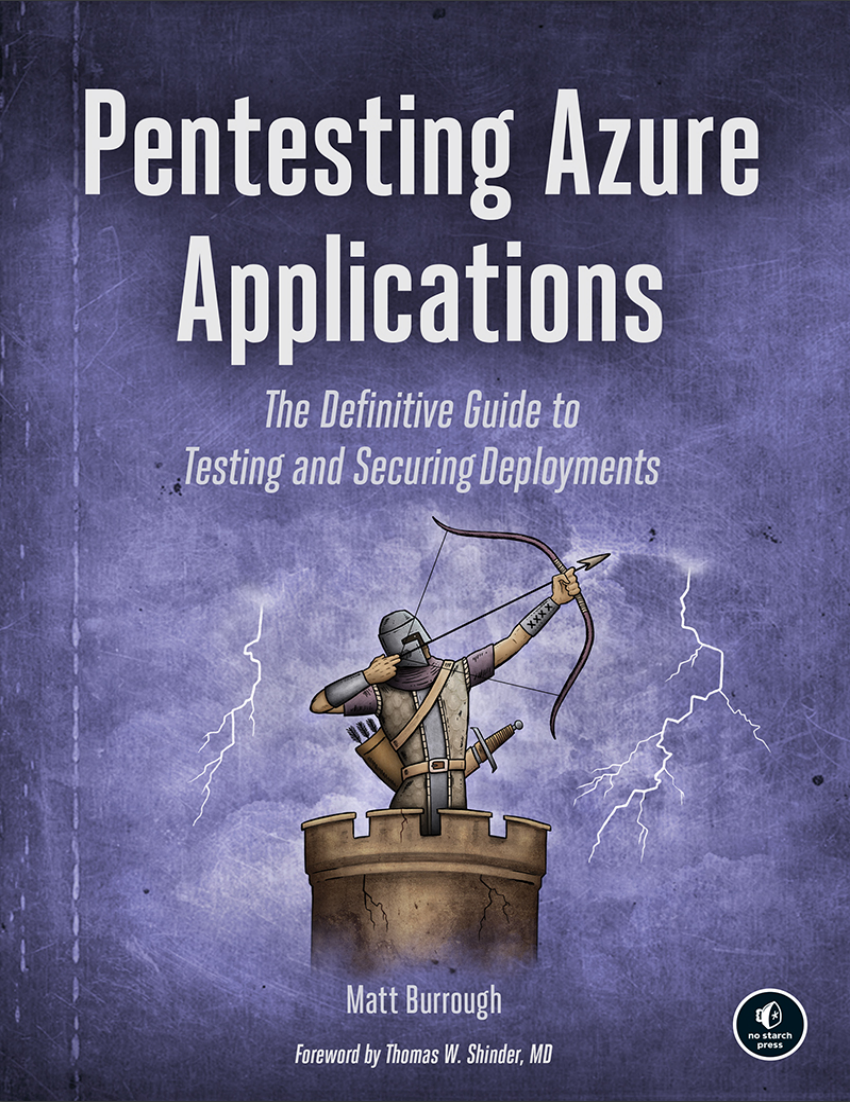 Pentesting Azure
Applications
The Definitive Guide to
Testing and Securing Deployments
Matt Burrough
Foreword by Thomas W. Shinder, MD
no starch
press